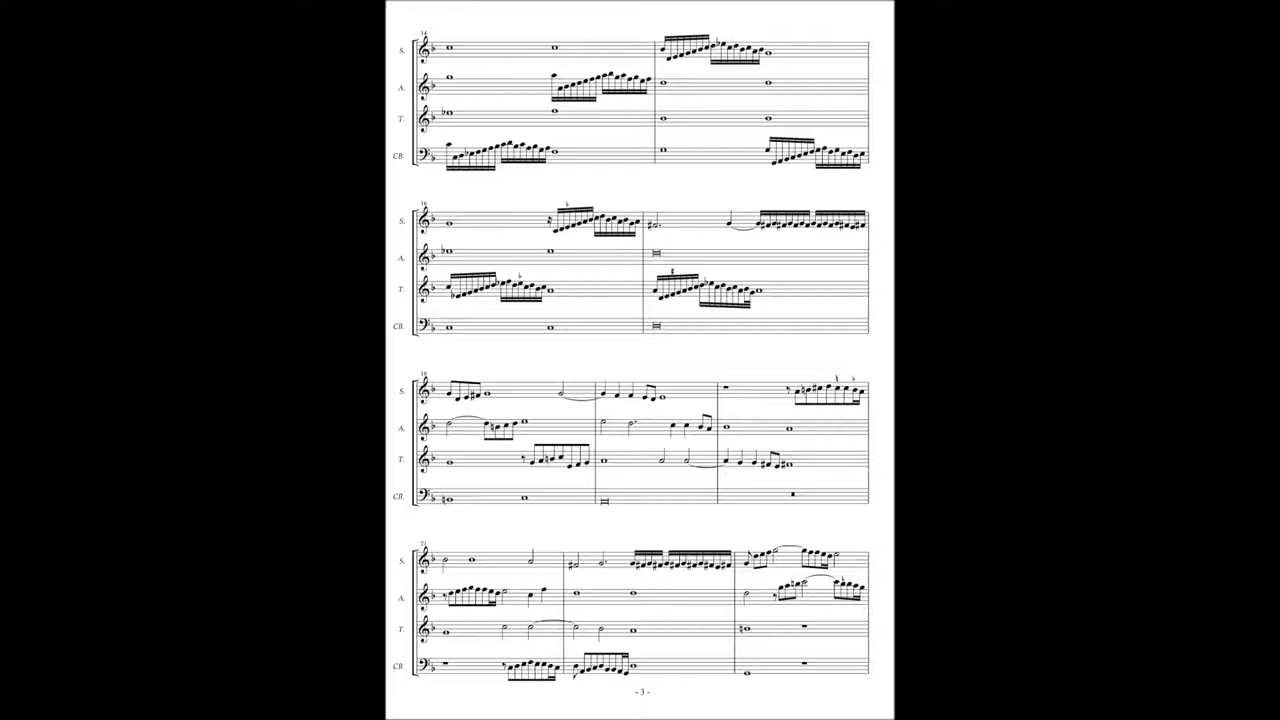 14
S.
A.
T.
CB.
16
S.
A.
T.
CB.
18
S.
A.
T.
CB.
21
S.
A.
T.
CB.
- 3 -